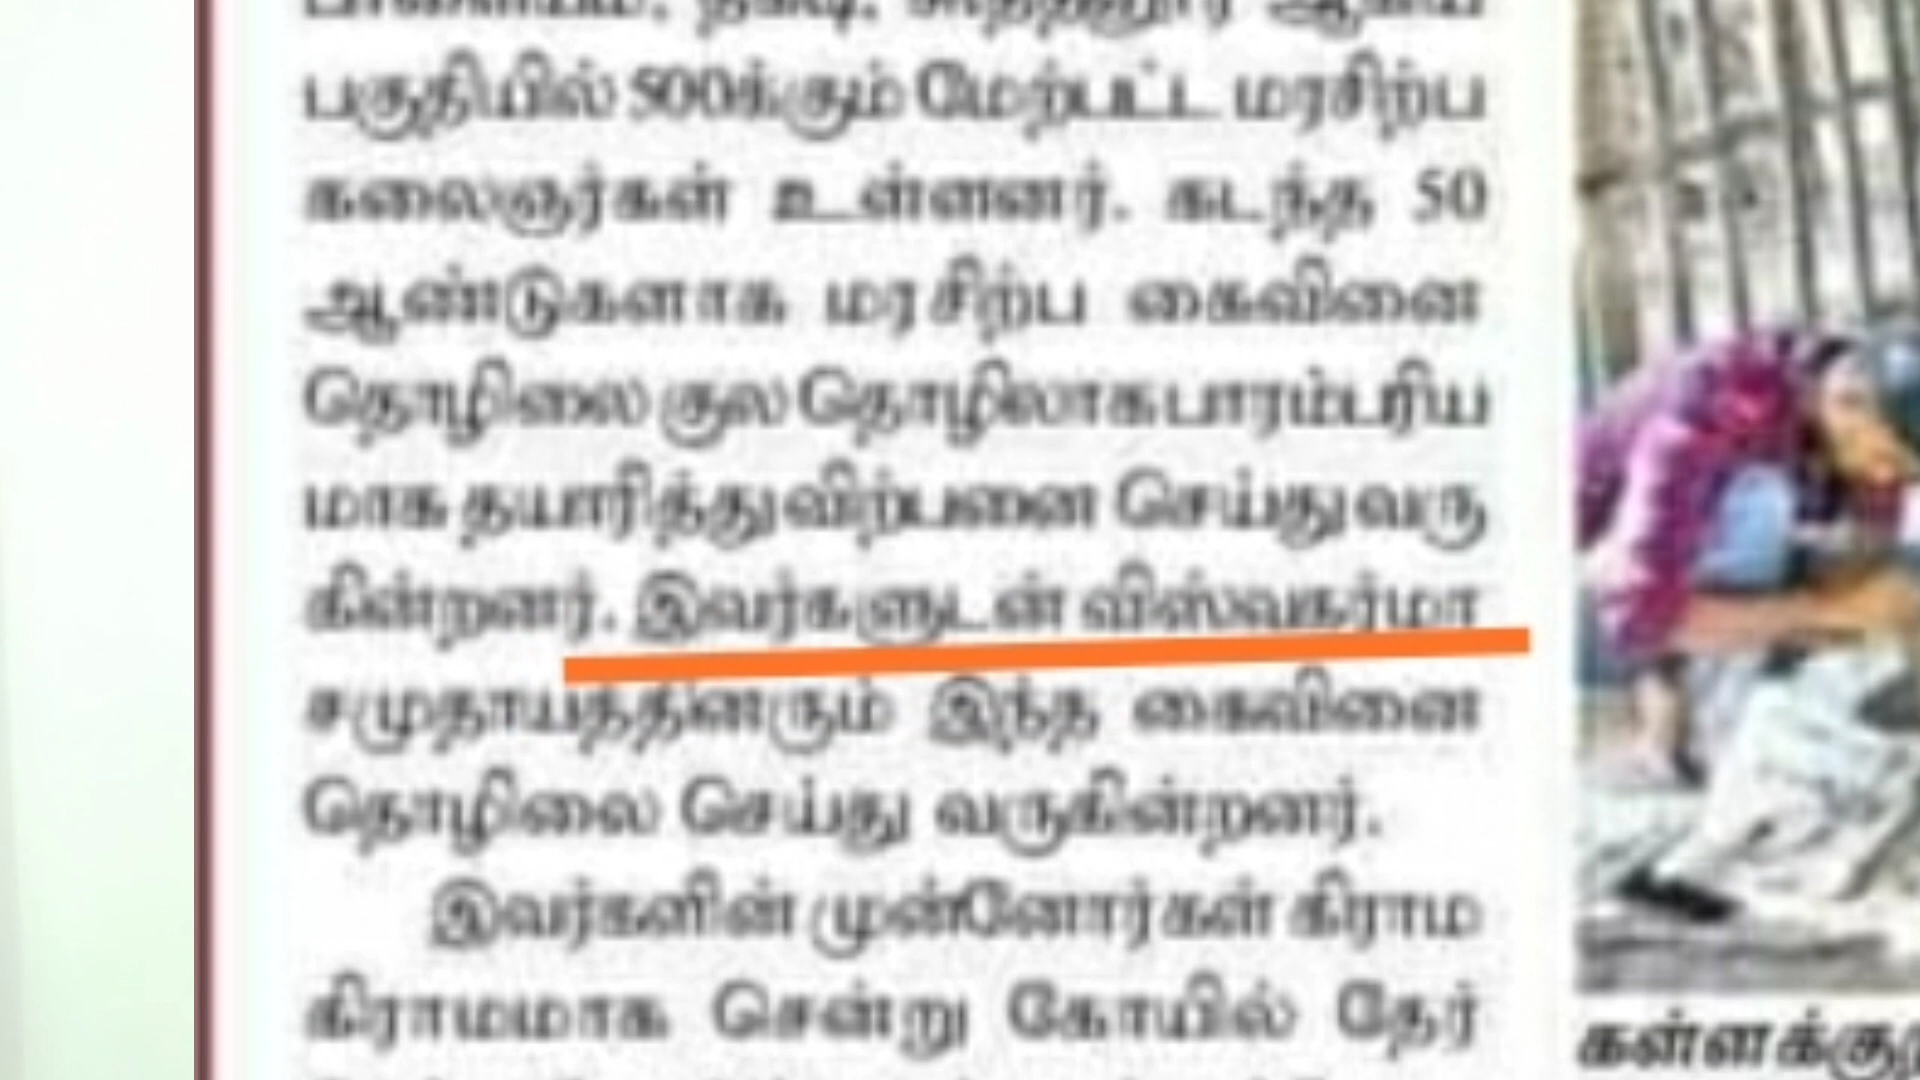 பகுதியில் 500க்கும் மேற்பட்ட மரசிற்ப
கலைஞர்கள் உள்ளனர். கடந்த 50
ஆண்டுகளாக மரசிற்ப கைவினை
தொழிலை குல தொழிலாக பாரம்பரிய
மாக தயாரித்து விற்பனை செய்து வரு
கின்றனர். இவர்களுடன் விஸ்வகர்மா
சமுதாயத்தினரும் இந்த கைவினை
தொழிலை செய்து வருகின்றனர்.
இவர்களின் முன்னோர்கள் கிராம
கிராமமாக சென்று கோயில் தேர்